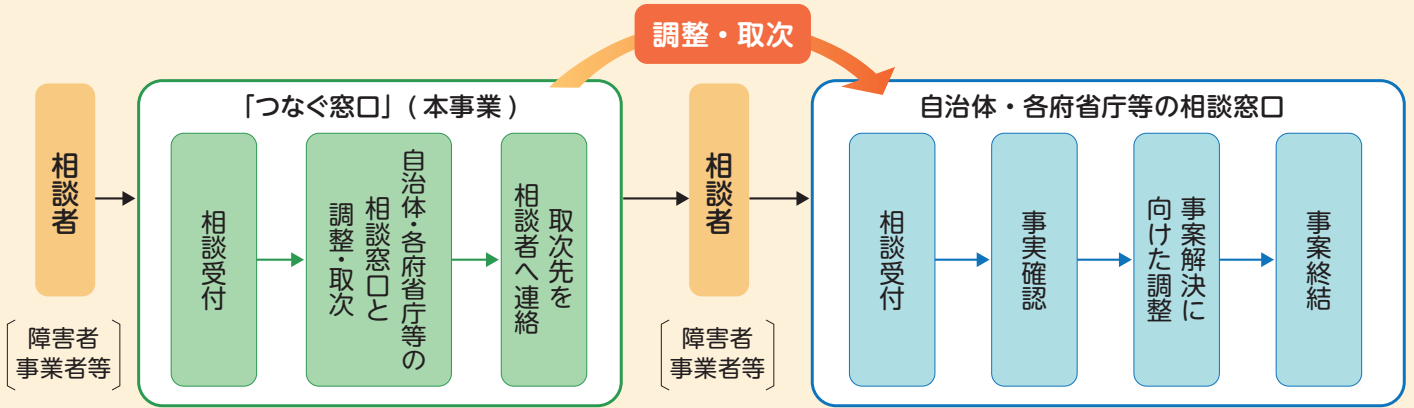 調整・取次
相談者
障害者
事業者等
「つなぐ窓口」(本事業)
相談受付
自治体・各府省庁等の
相談窓口と
調整・取次
取次先を
相談者へ連絡
相談者
障害者
事業者等
自治体・各府省庁等の相談窓口
相談受付
事実確認
事案解決に
向けた調整
事案終結